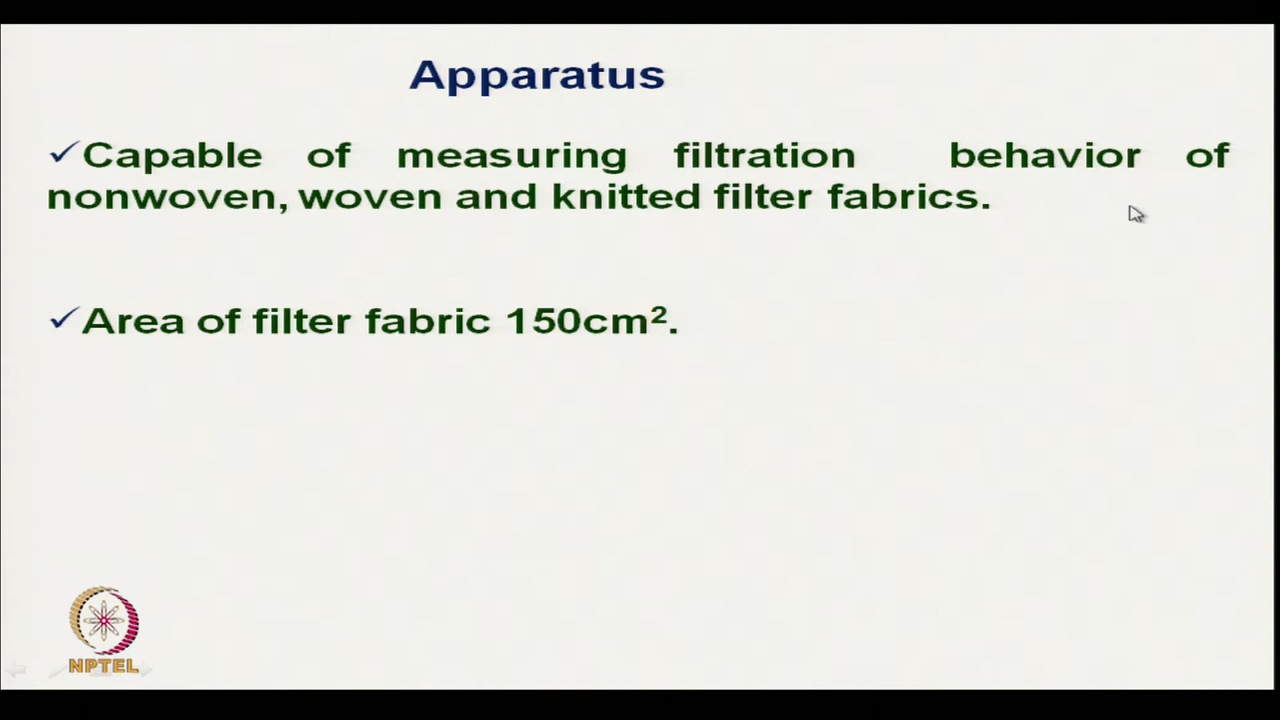 Apparatus
✓Capable of measuring filtration behavior of
nonwoven, woven and knitted filter fabrics.
✓Area of filter fabric 150cm².
NPTEL